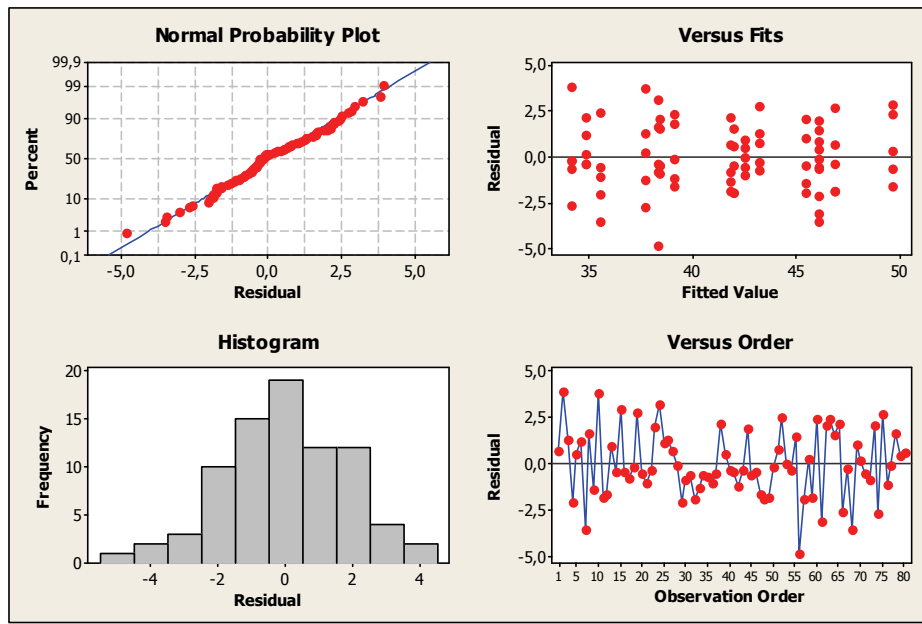 Normal Probability Plot
99,9
99
90
50
10
1
0,1
Percent
-5,0 -2,5 0,0 2,5 5,0
Residual
Versus Fits
5,0
2,5
0,0
-2,5
-5,0
Residual
35 40 45 50
Fitted Value
Histogram
20
15
10
5
0
Frequency
-4 -2 0 2 4
Residual
Versus Order
5,0
2,5
0,0
-2,5
-5,0
Residual
1 5 10 15 20 25 30 35 40 45 50 55 60 65 70 75 80
Observation Order